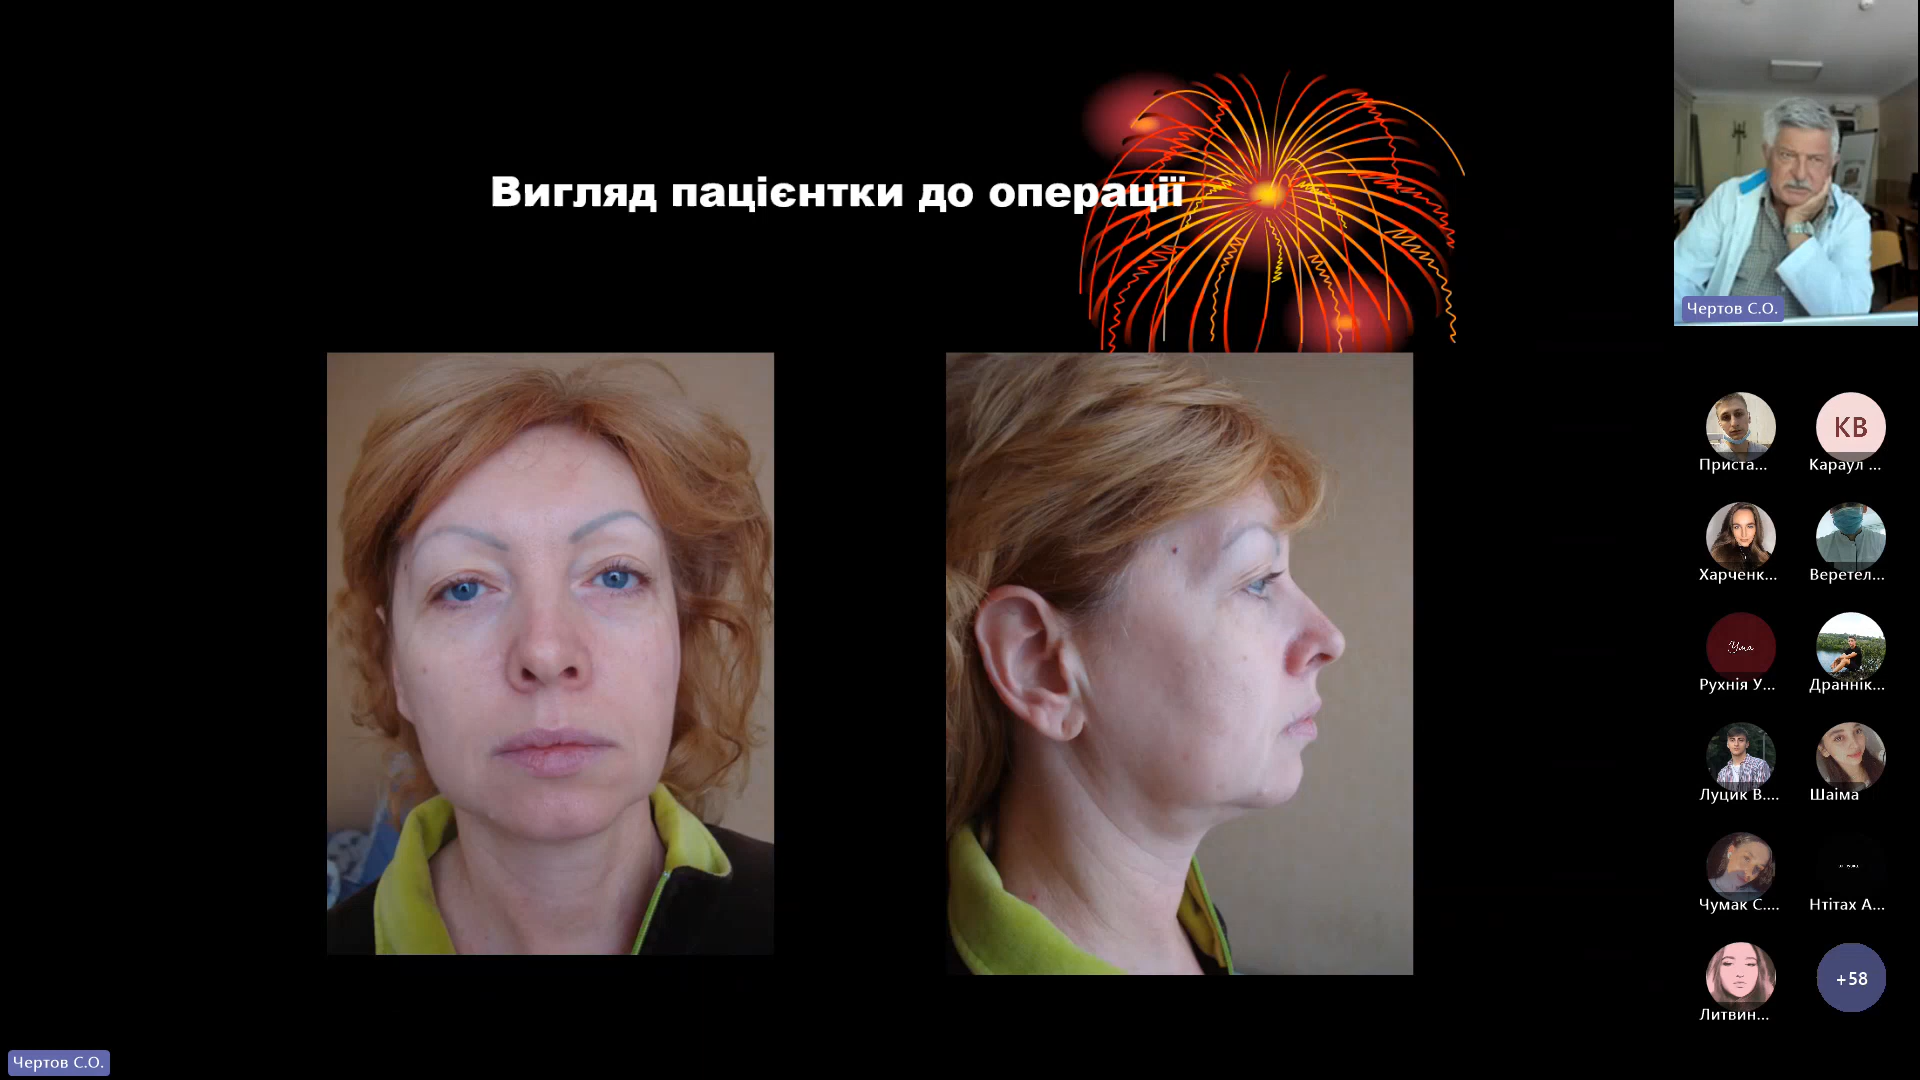 Вигляд пацієнтки до операції
Чертов С.О.
Приста...
КВ
Караул ...
Харченк...
Веретел...
Ума
Рухнія У...
Драннік...
Луцик В....
Шаіма
Чумак С....
Нтітах А...
Литвин...
+58
Чертов С.О.